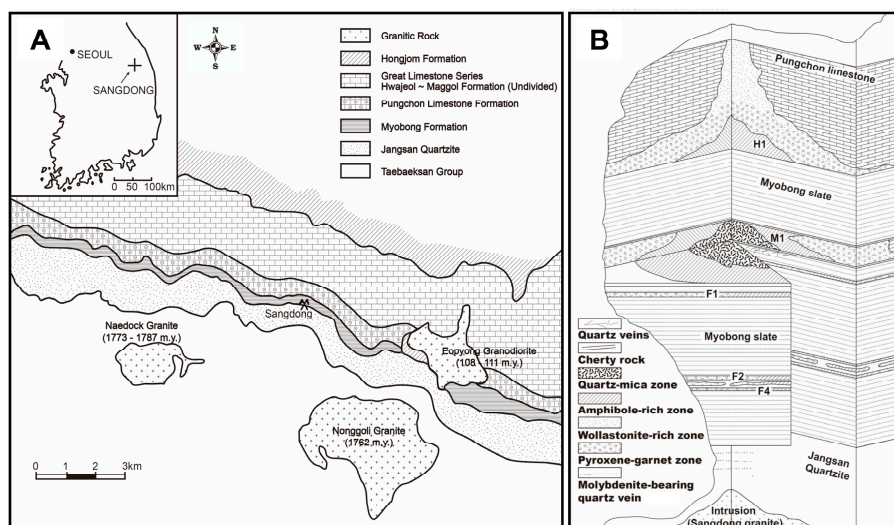 A
SEOUL
SANGDONG
0 50 100km
N
W E
S
Granitic Rock
Hongjom Formation
Great Limestone Series
Hwajeol ~ Maggol Formation (Undivided)
Pungchon Limestone Formation
Myobong Formation
Jangsan Quartzite
Taebaeksan Group
Sangdong
Naedock Granite
(1773 - 1787 m.y.)
Eopyong Granodiorite
(108 - 111 m.y.)
Nonggoli Granite
(1762 m.y.)
0 1 2 3km
B
Pungchon limestone
H1
Myobong slate
M1
F1
Myobong slate
F2
F4
Quartz veins
Cherty rock
Quartz-mica zone
Amphibole-rich zone
Wollastonite-rich zone
Pyroxene-garnet zone
Molybdenite-bearing
quartz vein
Jangsan
Quartzite
Intrusion
(Sangdong granite)